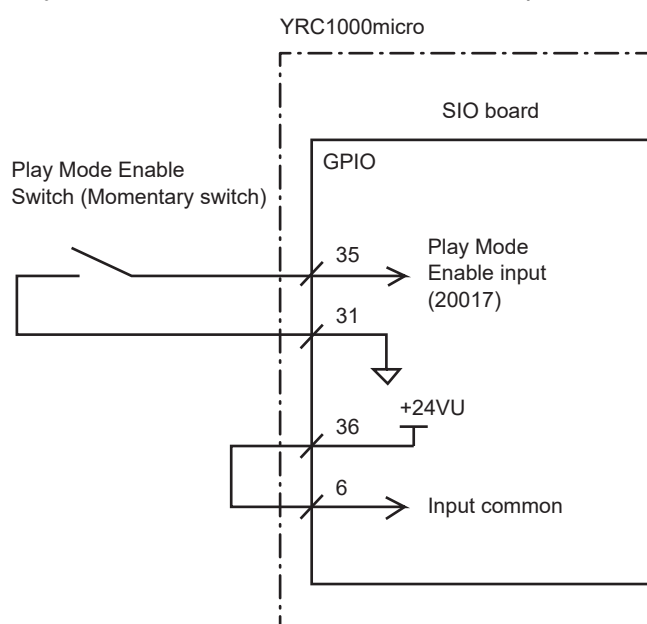 YRC1000micro
SIO board
GPIO
Play Mode Enable
Switch (Momentary switch)
35
Play Mode
Enable input
(20017)
31
+24VU
36
6
Input common